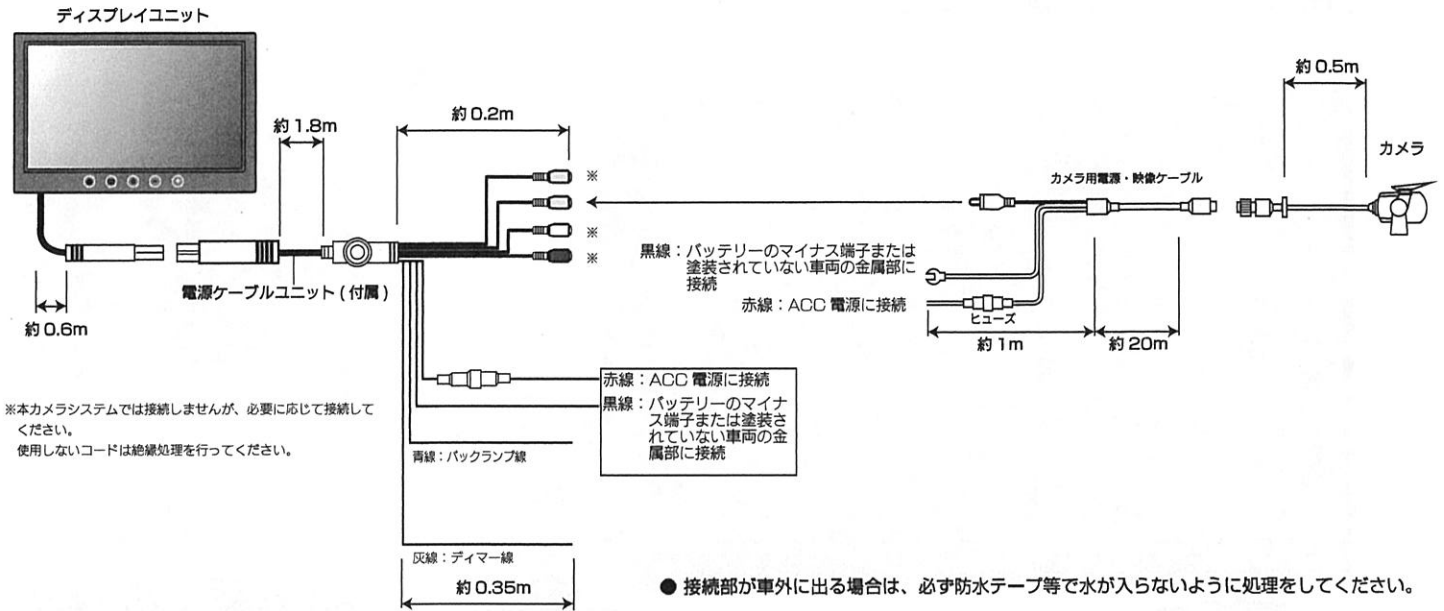 ディスプレイユニット
約 1.8m
約 0.2m
約 0.5m
カメラ
カメラ用電源・映像ケーブル
※
※
※
黒線：バッテリーのマイナス端子または
塗装されていない車両の金属部に
接続
赤線：ACC 電源に接続
ヒューズ
約 1m
約 20m
電源ケーブルユニット ( 付属 )
約 0.6m
赤線：ACC 電源に接続
黒線：バッテリーのマイナ
ス端子または塗装さ
れていない車両の金
属部に接続
※本カメラシステムでは接続しませんが、必要に応じて接続して
ください。
使用しないコードは絶縁処理を行ってください。
青線：バックランプ線
灰線：ディマー線
約 0.35m
● 接続部が車外に出る場合は、必ず防水テープ等で水が入らないように処理をしてください。